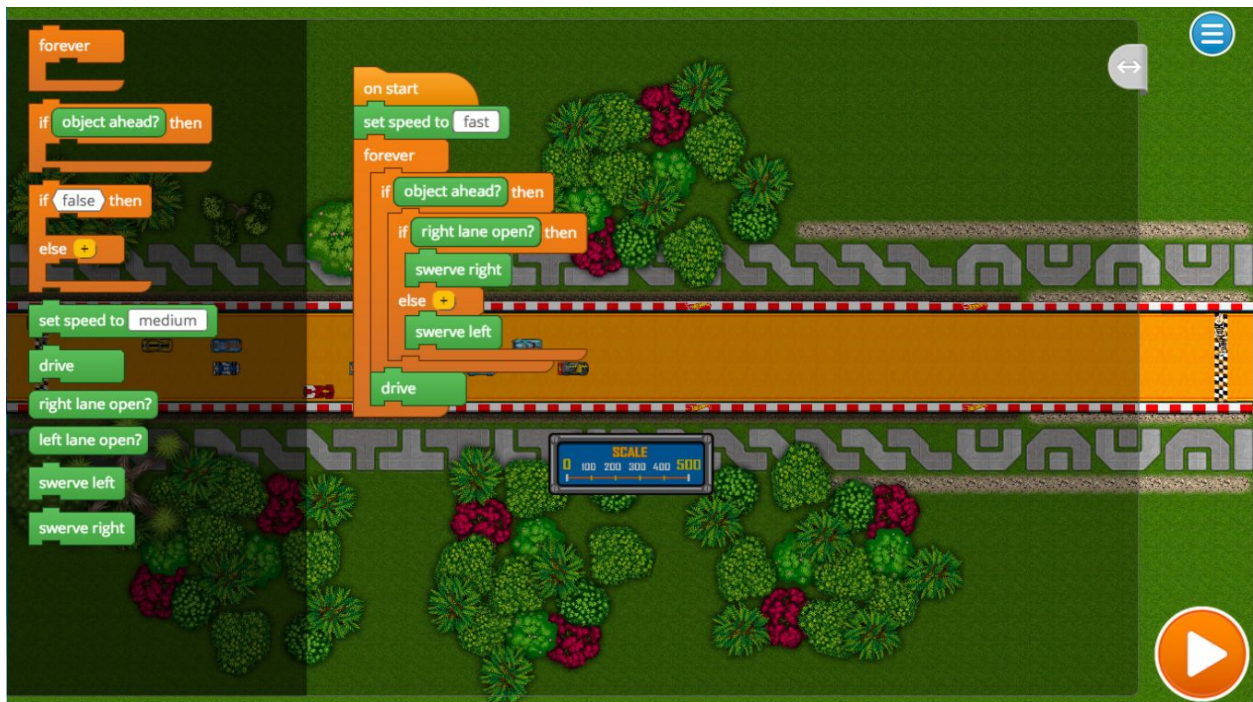 forever
if object ahead? then
if false then
else +
set speed to medium
drive
right lane open?
left lane open?
swerve left
swerve right
on start
set speed to fast
forever
if object ahead? then
if right lane open? then
swerve right
else +
swerve left
drive
SCALE
0 100 200 300 400 500